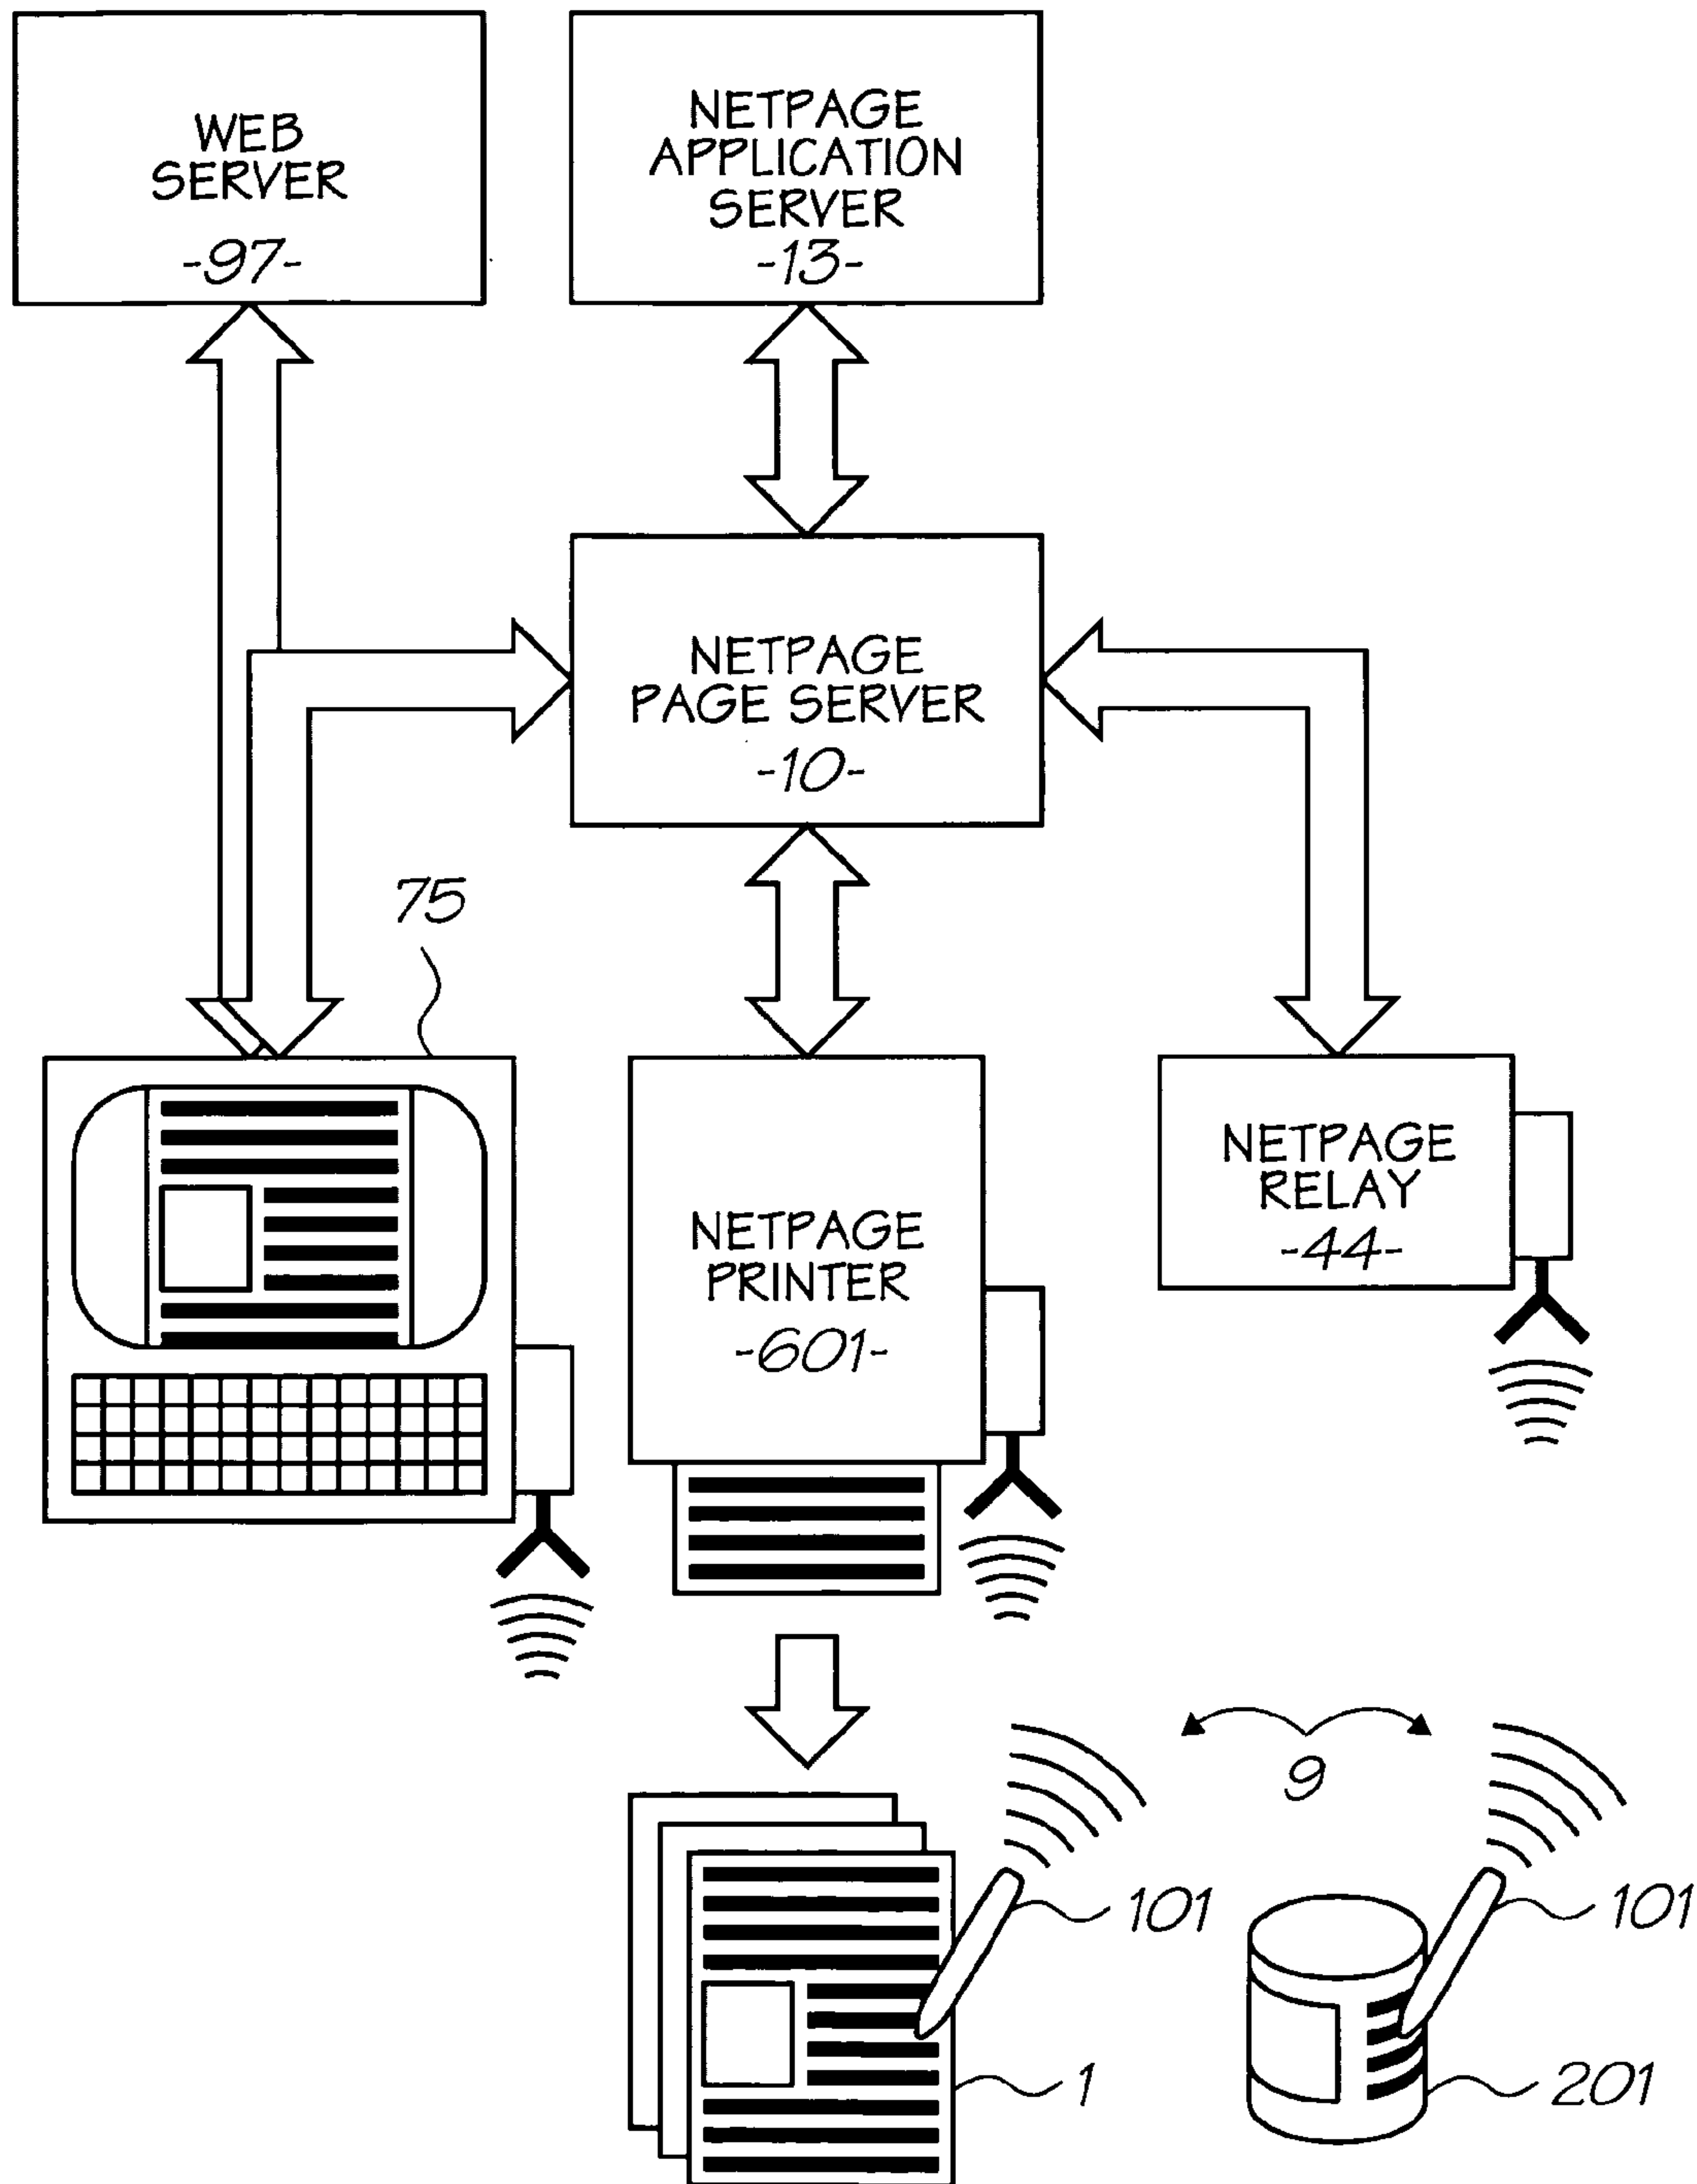 WEB
SERVER
-97-
NETPAGE
APPLICATION
SERVER
-13-
NETPAGE
PAGE SERVER
-10-
75
NETPAGE
PRINTER
-601-
NETPAGE
RELAY
-44-
9
101
101
1
201